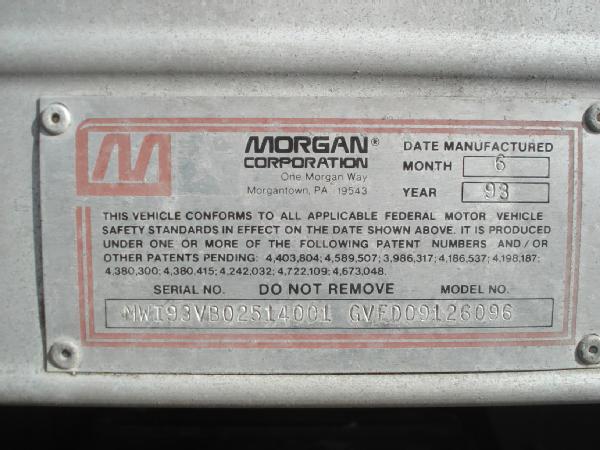 M
MORGAN®
CORPORATION
One Morgan Way
Morgantown, PA 19543
DATE MANUFACTURED
MONTH 6
YEAR 93
THIS VEHICLE CONFORMS TO ALL APPLICABLE FEDERAL MOTOR VEHICLE
SAFETY STANDARDS IN EFFECT ON THE DATE SHOWN ABOVE. IT IS PRODUCED
UNDER ONE OR MORE OF THE FOLLOWING PATENT NUMBERS AND/OR
OTHER PATENTS PENDING: 4,403,804; 4,589,507; 3,986,317; 4,186,537; 4,198,187;
4,380,300; 4,380,415; 4,242,032; 4,722,109; 4,673,048.
SERIAL NO. DO NOT REMOVE MODEL NO.
MWI93VB02514001 GVFD09126096